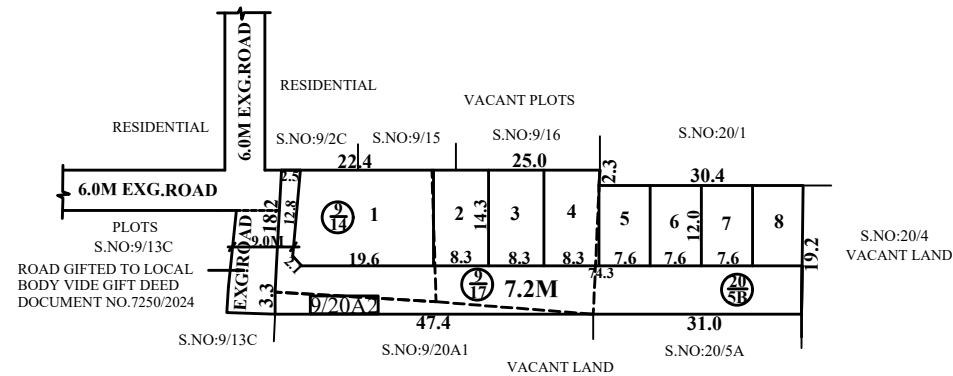 6.0M EXG.ROAD
RESIDENTIAL
RESIDENTIAL
VACANT PLOTS
S.NO:9/2C
S.NO:9/15
S.NO:9/16
S.NO:20/1
22.4
25.0
2.3
30.4
6.0M EXG.ROAD
2.5
12.8
18.2
9
14
1
2
14.3
3
4
5
6
12.0
7
8
PLOTS
S.NO:9/13C
9.0M
19.2
S.NO:20/4
VACANT LAND
2.1
19.6
8.3
8.3
8.3
7.6
7.6
7.6
74.3
ROAD GIFTED TO LOCAL
BODY VIDE GIFT DEED
DOCUMENT NO.7250/2024
EXG.ROAD
3.3
9
17
7.2M
20
5B
9/20A2
47.4
31.0
S.NO:9/13C
S.NO:9/20A1
S.NO:20/5A
VACANT LAND